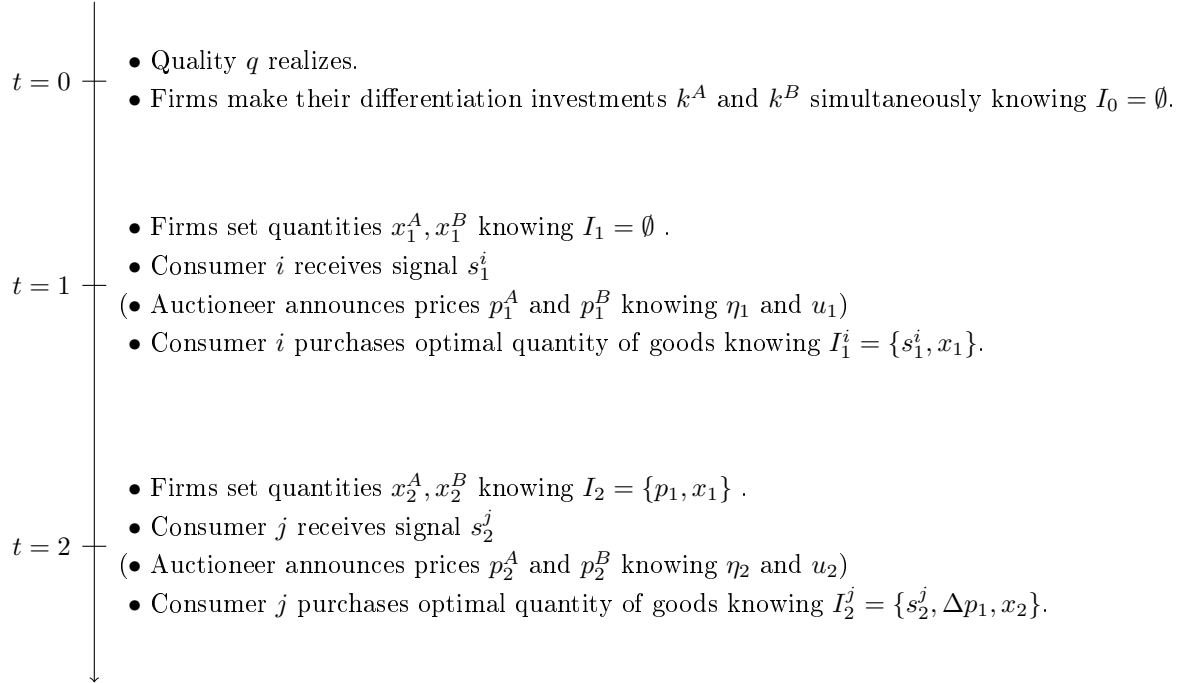 • Quality q realizes.
t = 0
• Firms make their differentiation investments k^A and k^B simultaneously knowing I_0 = ∅.
• Firms set quantities x_1^A, x_1^B knowing I_1 = ∅ .
• Consumer i receives signal s_1^i
t = 1
(• Auctioneer announces prices p_1^A and p_1^B knowing η_1 and u_1)
• Consumer i purchases optimal quantity of goods knowing I_1^i = {s_1^i, x_1}.
• Firms set quantities x_2^A, x_2^B knowing I_2 = {p_1, x_1} .
• Consumer j receives signal s_2^j
t = 2
(• Auctioneer announces prices p_2^A and p_2^B knowing η_2 and u_2)
• Consumer j purchases optimal quantity of goods knowing I_2^j = {s_2^j, Δp_1, x_2}.